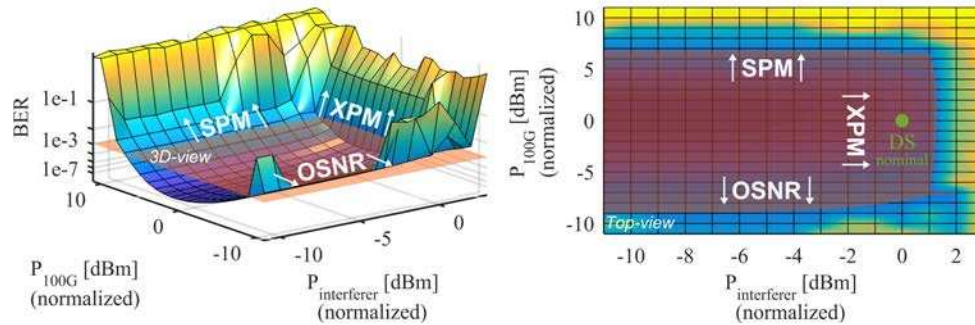 BER
1e-1
1e-3
1e-7
10
0
-10
-10
-5
0
P100G [dBm]
(normalized)
Pinterferer [dBm]
(normalized)
↑ SPM ↑
XPM
OSNR
3D-view
P100G [dBm]
(normalized)
10
5
0
-5
-10
↑ SPM ↑
XPM
DS
nominal
↓ OSNR ↓
Top-view
-10
-8
-6
-4
-2
0
2
Pinterferer [dBm]
(normalized)